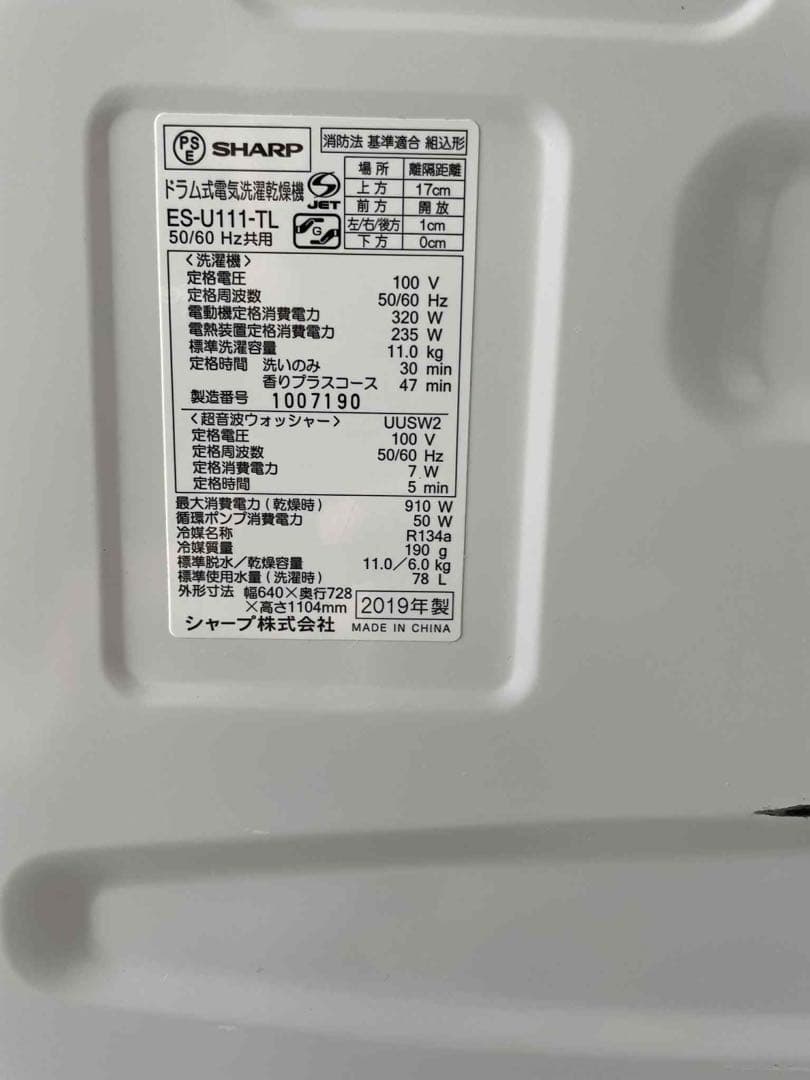 PS
E
SHARP
消防法 基準適合 組込形
場所 離隔距離
上方 17cm
前方 開放
左/右/後方 1cm
下方 0cm
ドラム式電気洗濯乾燥機
S
JET
ES-U111-TL
50/60 Hz共用
G
〈洗濯機〉
定格電圧 100 V
定格周波数 50/60 Hz
電動機定格消費電力 320 W
電熱装置定格消費電力 235 W
標準洗濯容量 11.0 kg
定格時間 洗いのみ 30 min
香りプラスコース 47 min
製造番号 1007190
〈超音波ウォッシャー〉 UUSW2
定格電圧 100 V
定格周波数 50/60 Hz
定格消費電力 7 W
定格時間 5 min
最大消費電力(乾燥時) 910 W
循環ポンプ消費電力 50 W
冷媒名称 R134a
冷媒質量 190 g
標準脱水/乾燥容量 11.0/6.0 kg
標準使用水量(洗濯時) 78 L
外形寸法 幅640×奥行728
×高さ1104mm
2019年製
シャープ株式会社 MADE IN CHINA